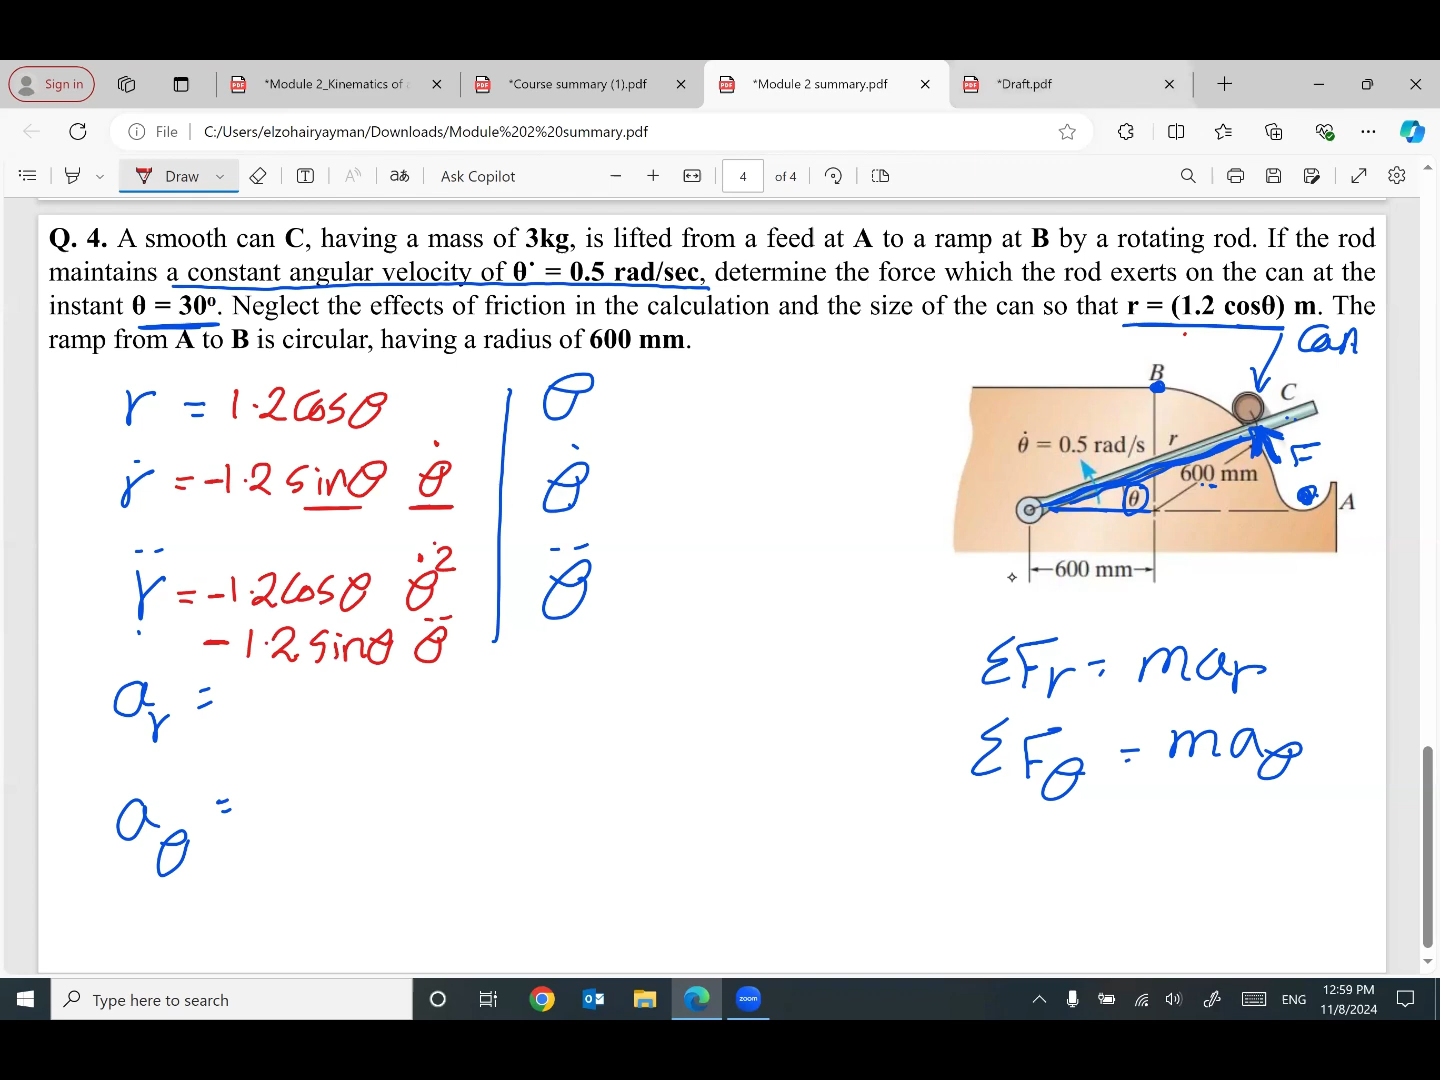 Sign in
*Module 2_Kinematics of a
*Course summary (1).pdf
*Module 2 summary.pdf
*Draft.pdf
File
C:/Users/elzohairyayman/Downloads/Module%202%20summary.pdf
Draw
Ask Copilot
4
of 4
Q. 4. A smooth can C, having a mass of 3kg, is lifted from a feed at A to a ramp at B by a rotating rod. If the rod
maintains a constant angular velocity of θ˙ = 0.5 rad/sec, determine the force which the rod exerts on the can at the
instant θ = 30º. Neglect the effects of friction in the calculation and the size of the can so that r = (1.2 cosθ) m. The
ramp from A to B is circular, having a radius of 600 mm.
Can
r = 1.2 cosθ
θ
ṙ = -1.2 sinθ θ̇
θ̇
r̈ = -1.2 cosθ θ̇²
- 1.2 sinθ θ̈
θ̈
a_r =
a_θ =
B
C
θ̇ = 0.5 rad/s
r
F
600 mm
θ
A
600 mm
ΣF_r = ma_r
ΣF_θ = ma_θ
Type here to search
zoom
ENG
12:59 PM
11/8/2024